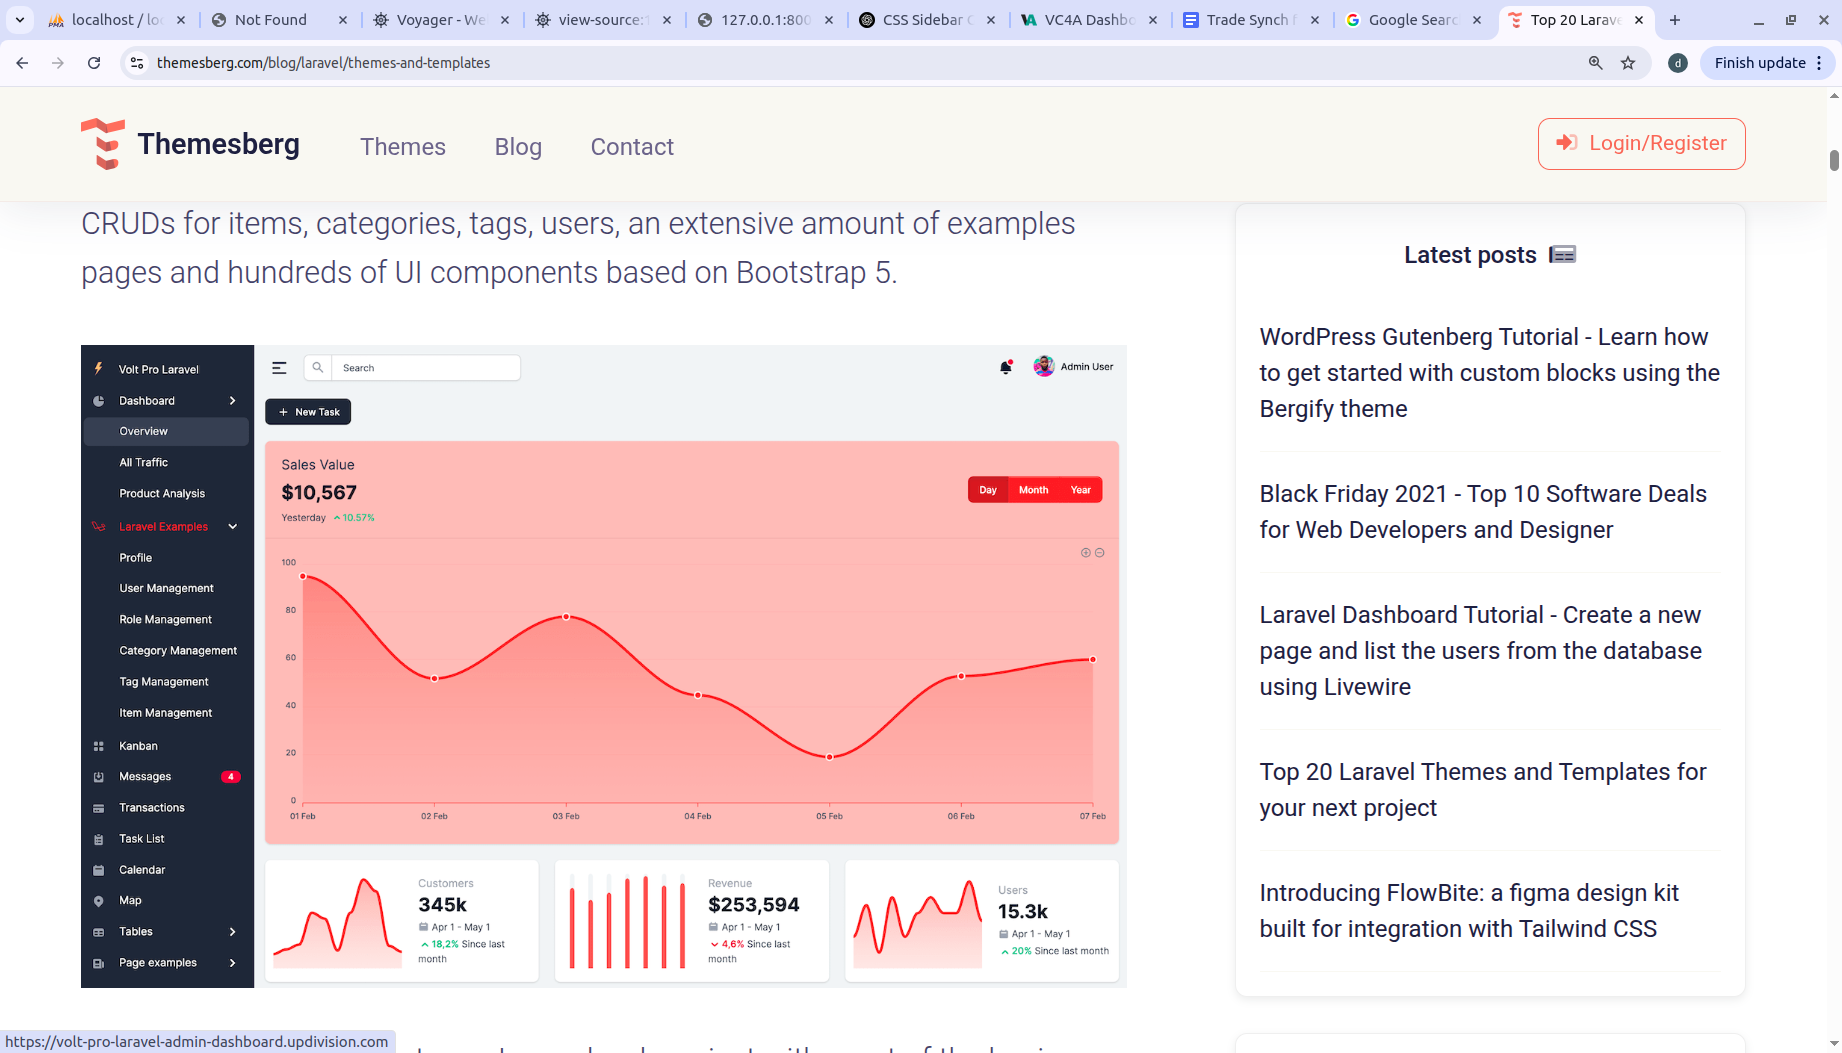 localhost / lo
Not Found
Voyager - We
view-source:1
127.0.0.1:800
CSS Sidebar C
VC4A Dashbo
Trade Synch f
Google Searc
Top 20 Larave
themesberg.com/blog/laravel/themes-and-templates
d
Finish update
Themesberg
Themes
Blog
Contact
Login/Register
CRUDs for items, categories, tags, users, an extensive amount of examples
pages and hundreds of UI components based on Bootstrap 5.
Volt Pro Laravel
Dashboard
Overview
All Traffic
Product Analysis
Laravel Examples
Profile
User Management
Role Management
Category Management
Tag Management
Item Management
Kanban
Messages
4
Transactions
Task List
Calendar
Map
Tables
Page examples
Search
Admin User
+ New Task
Sales Value
$10,567
Yesterday 10.57%
Day
Month
Year
100
80
60
40
20
0
01 Feb
02 Feb
03 Feb
04 Feb
05 Feb
06 Feb
07 Feb
Customers
345k
Apr 1 - May 1
18,2% Since last
month
Revenue
$253,594
Apr 1 - May 1
4,6% Since last
month
Users
15.3k
Apr 1 - May 1
20% Since last month
Latest posts
WordPress Gutenberg Tutorial - Learn how
to get started with custom blocks using the
Bergify theme
Black Friday 2021 - Top 10 Software Deals
for Web Developers and Designer
Laravel Dashboard Tutorial - Create a new
page and list the users from the database
using Livewire
Top 20 Laravel Themes and Templates for
your next project
Introducing FlowBite: a figma design kit
built for integration with Tailwind CSS
https://volt-pro-laravel-admin-dashboard.updivision.com